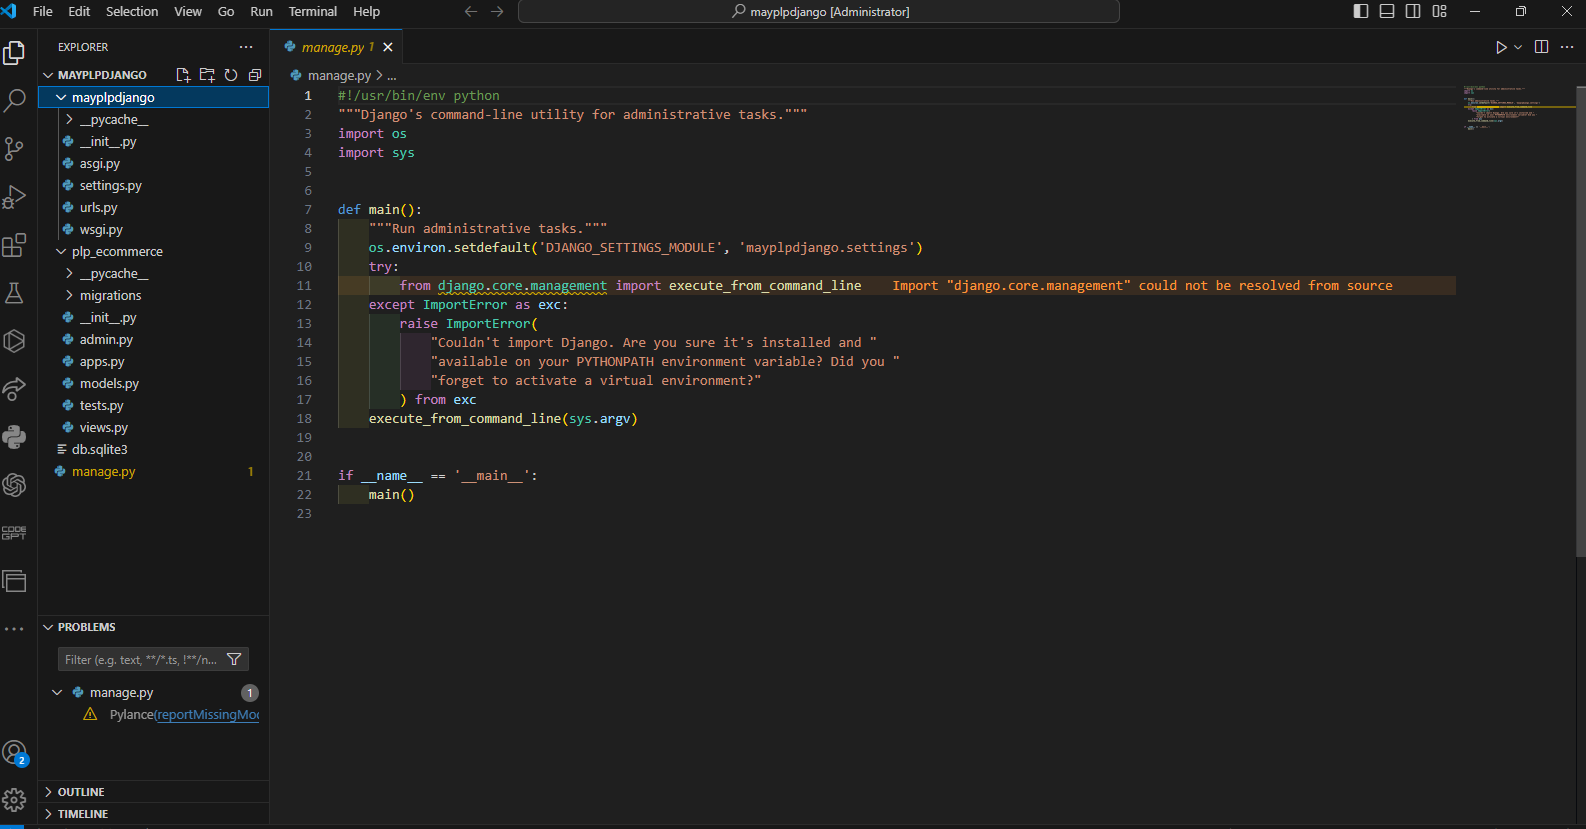 File Edit Selection View Go Run Terminal Help
mayplpdjango [Administrator]
EXPLORER
MAYPLPDJANGO
mayplpdjango
__pycache__
__init__.py
asgi.py
settings.py
urls.py
wsgi.py
plp_ecommerce
__pycache__
migrations
__init__.py
admin.py
apps.py
models.py
tests.py
views.py
db.sqlite3
manage.py 1
PROBLEMS
Filter (e.g. text, **/*.ts, !**/n...
manage.py 1
Pylance(reportMissingMod
OUTLINE
TIMELINE
CODE
GPT
2
manage.py 1
manage.py > ...
1 #!/usr/bin/env python
2 """Django's command-line utility for administrative tasks."""
3 import os
4 import sys
5
6
7 def main():
8 """Run administrative tasks."""
9 os.environ.setdefault('DJANGO_SETTINGS_MODULE', 'mayplpdjango.settings')
10 try:
11 from django.core.management import execute_from_command_line Import "django.core.management" could not be resolved from source
12 except ImportError as exc:
13 raise ImportError(
14 "Couldn't import Django. Are you sure it's installed and "
15 "available on your PYTHONPATH environment variable? Did you "
16 "forget to activate a virtual environment?"
17 ) from exc
18 execute_from_command_line(sys.argv)
19
20
21 if __name__ == '__main__':
22 main()
23